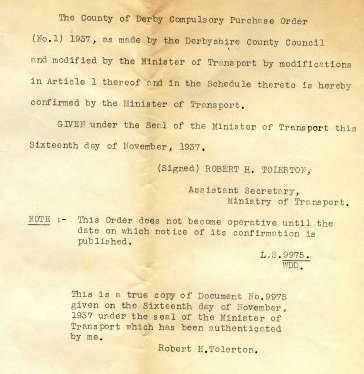 The County of Derby Compulsory Purchase Order
(No.1) 1937, as made by the Derbyshire County Council
and modified by the Minister of Transport by modifications
in Article 1 thereof and in the Schedule thereto is hereby
confirmed by the Minister of Transport.
GIVEN under the Seal of the Minister of Transport this
Sixteenth day of November, 1937.
(Signed) ROBERT H. TOLERTON,
Assistant Secretary,
Ministry of Transport.
NOTE :- This Order does not become operative until the
date on which notice of its confirmation is
published.
L.S.9975.
WDD.
This is a true copy of Document No.9975
given on the Sixteenth day of November,
1937 under the seal of the Minister of
Transport which has been authenticated
by me.
Robert H.Tolerton.